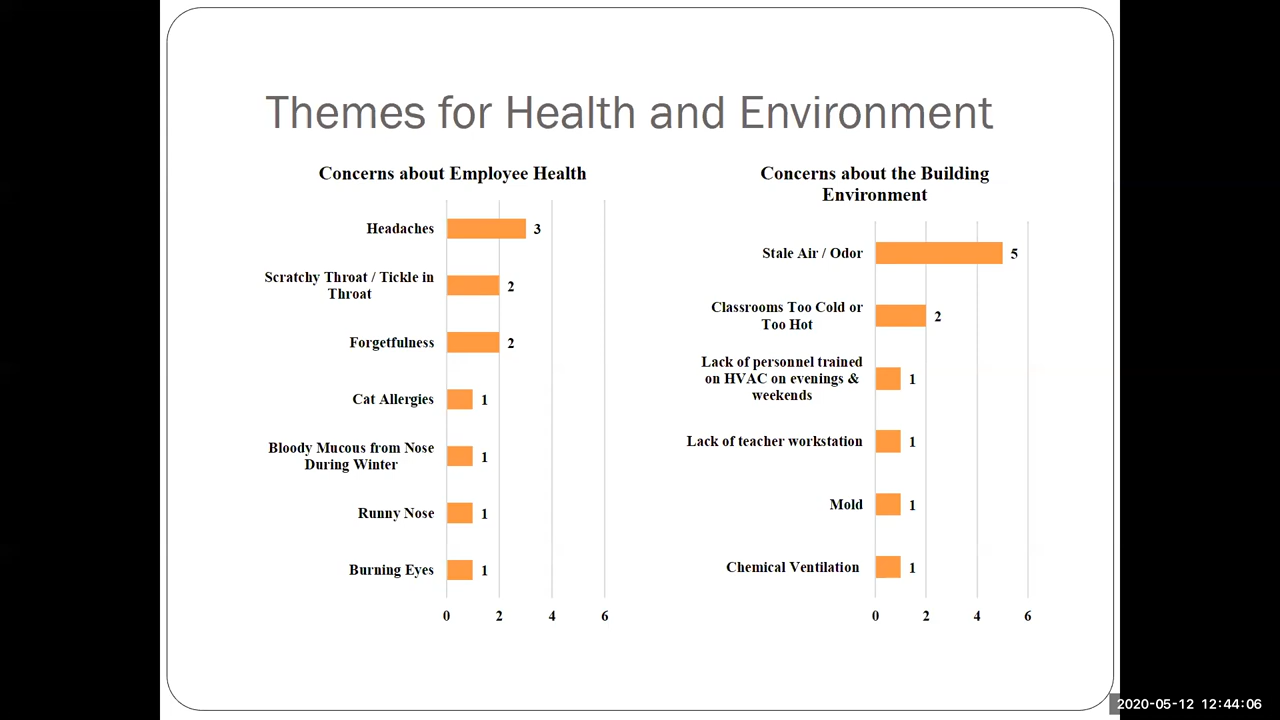 Themes for Health and Environment
Concerns about Employee Health
Headaches
3
Scratchy Throat / Tickle in
Throat
2
Forgetfulness
2
Cat Allergies
1
Bloody Mucous from Nose
During Winter
1
Runny Nose
1
Burning Eyes
1
0 2 4 6
Concerns about the Building
Environment
Stale Air / Odor
5
Classrooms Too Cold or
Too Hot
2
Lack of personnel trained
on HVAC on evenings &
weekends
1
Lack of teacher workstation
1
Mold
1
Chemical Ventilation
1
0 2 4 6
2020-05-12 12:44:06